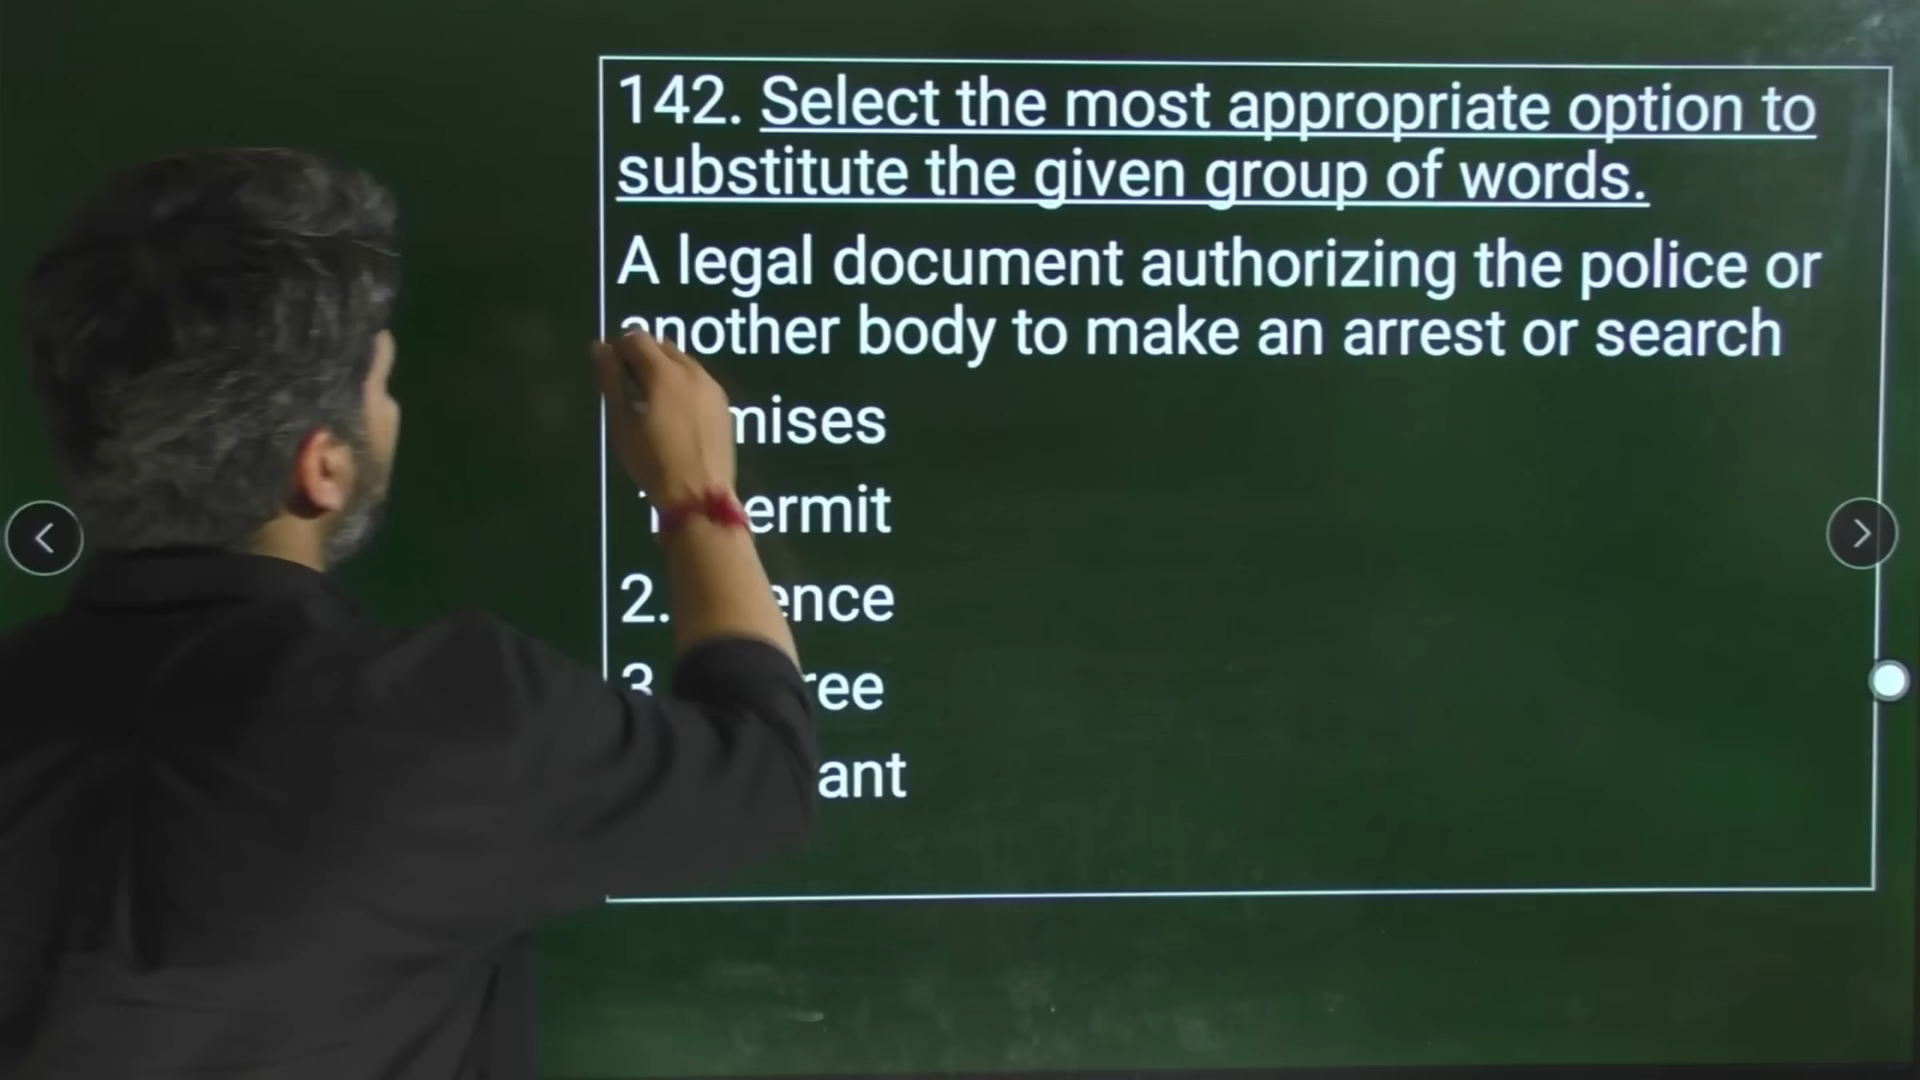 142. Select the most appropriate option to
substitute the given group of words.
A legal document authorizing the police or
another body to make an arrest or search
mises
ermit
2. ence
3. ree
ant